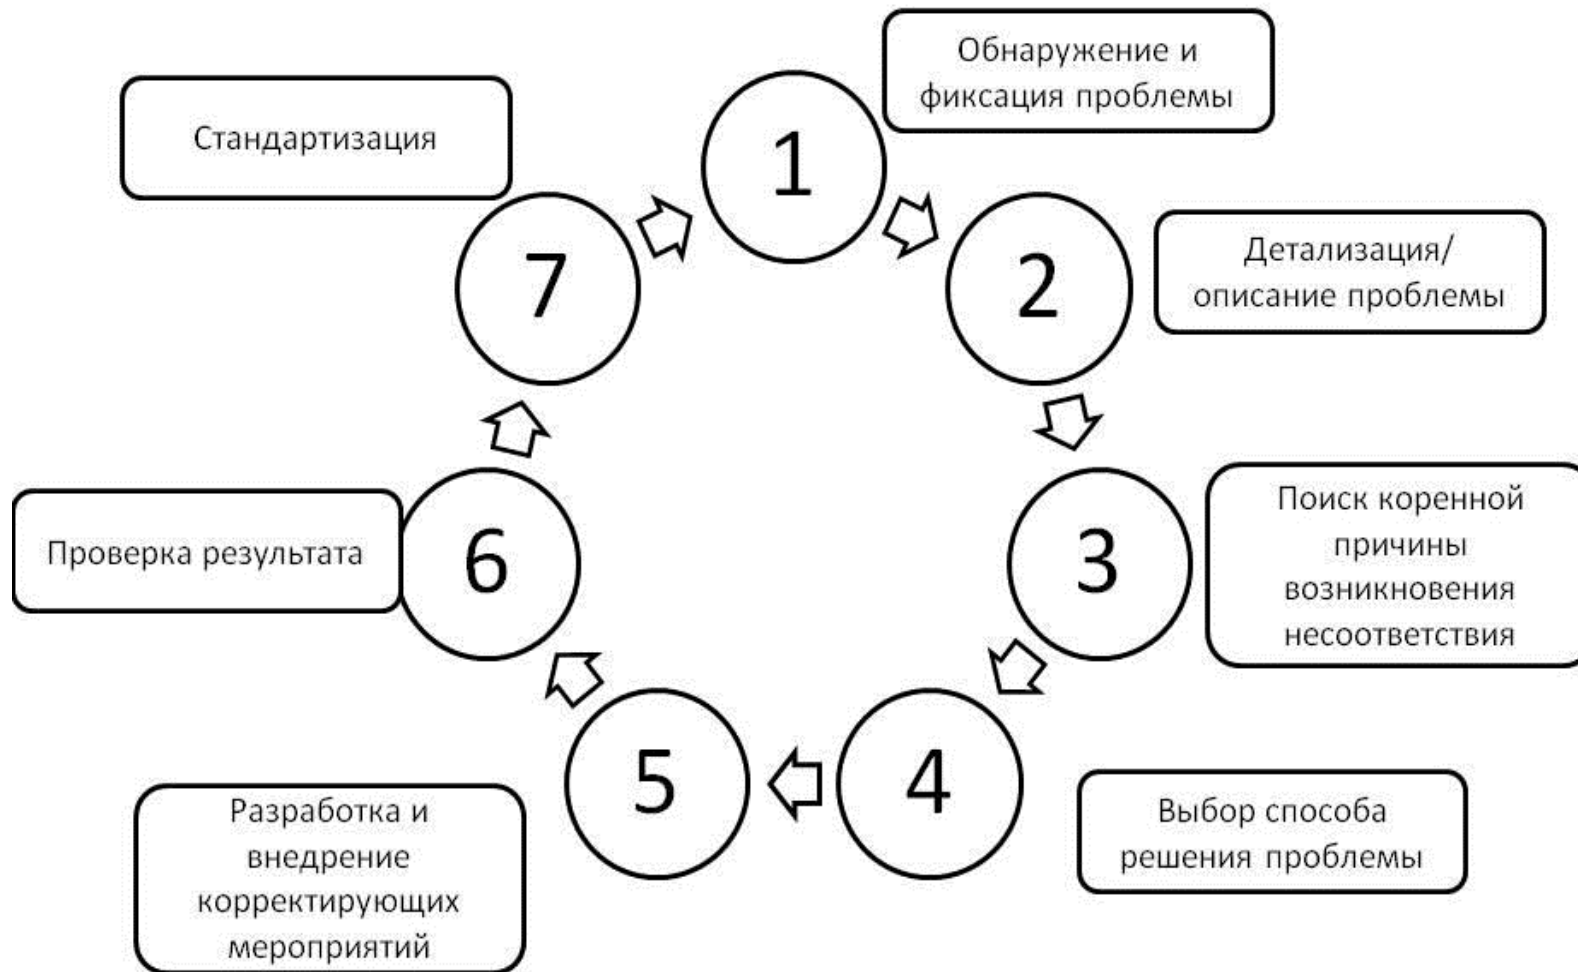 1
Обнаружение и
фиксация проблемы
2
Детализация/
описание проблемы
3
Поиск коренной
причины
возникновения
несоответствия
4
Выбор способа
решения проблемы
5
Разработка и
внедрение
корректирующих
мероприятий
6
Проверка результата
7
Стандартизация